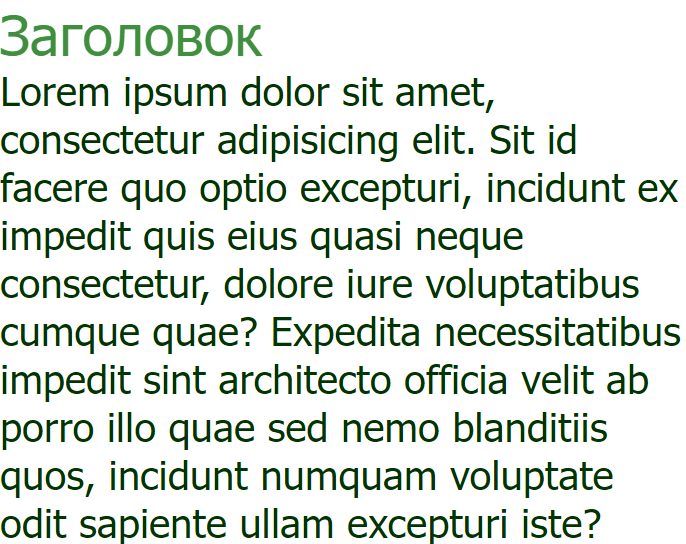 Заголовок
Lorem ipsum dolor sit amet,
consectetur adipisicing elit. Sit id
facere quo optio excepturi, incidunt ex
impedit quis eius quasi neque
consectetur, dolore iure voluptatibus
cumque quae? Expedita necessitatibus
impedit sint architecto officia velit ab
porro illo quae sed nemo blanditiis
quos, incidunt numquam voluptate
odit sapiente ullam excepturi iste?